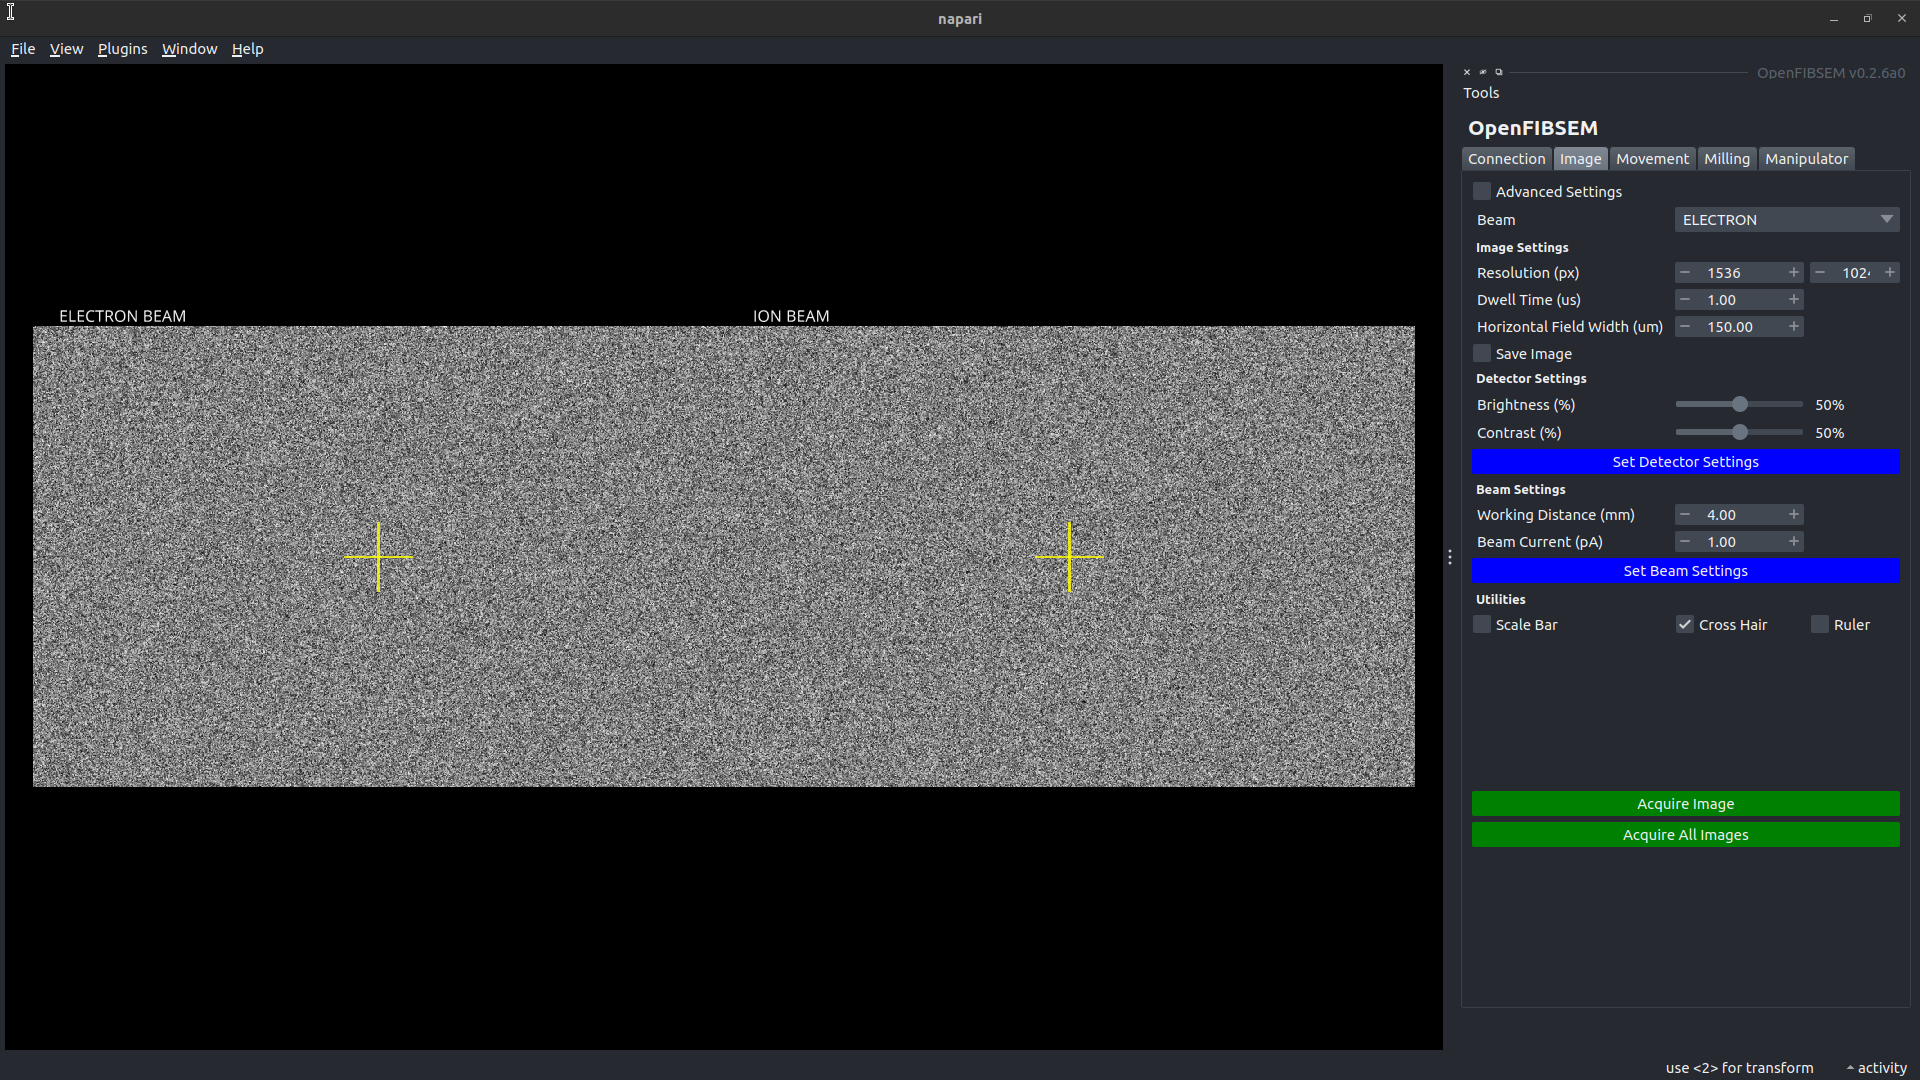 napari
File View Plugins Window Help
OpenFIBSEM v0.2.6a0
Tools
OpenFIBSEM
Connection Image Movement Milling Manipulator
Advanced Settings
Beam ELECTRON
Image Settings
Resolution (px) 1536 1024
Dwell Time (us) 1.00
Horizontal Field Width (um) 150.00
Save Image
Detector Settings
Brightness (%) 50%
Contrast (%) 50%
Set Detector Settings
Beam Settings
Working Distance (mm) 4.00
Beam Current (pA) 1.00
Set Beam Settings
Utilities
Scale Bar Cross Hair Ruler
Acquire Image
Acquire All Images
ELECTRON BEAM ION BEAM
use <2> for transform activity